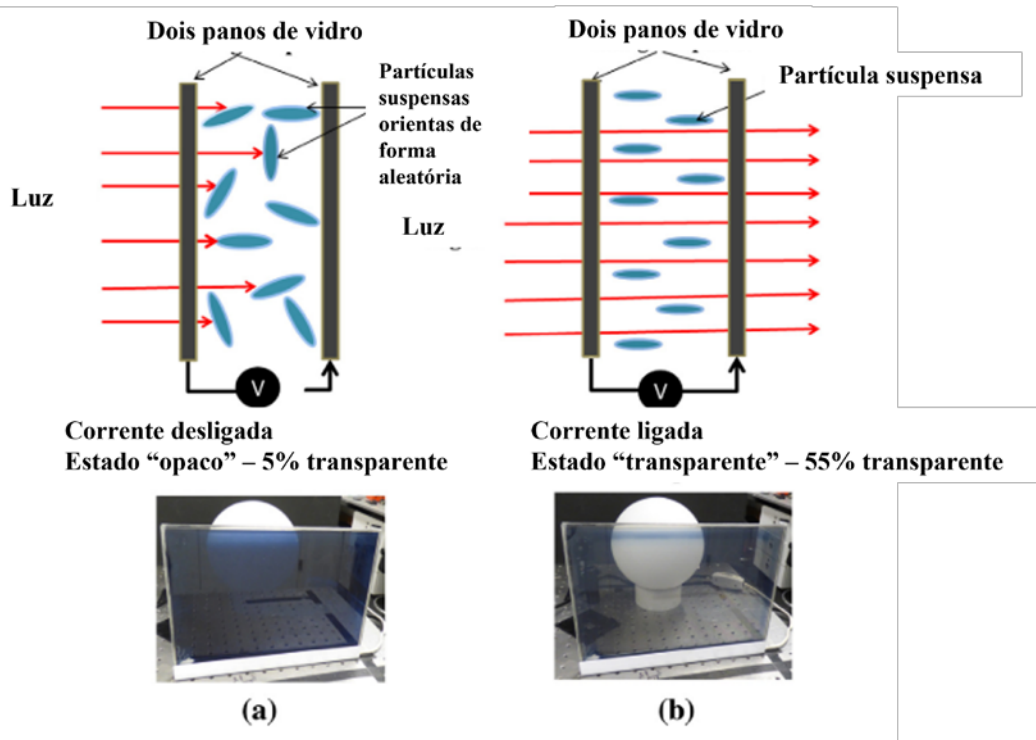 Dois panos de vidro
Partículas
suspensas
orientas de
forma
aleatória
Luz
V
Corrente desligada
Estado “opaco” – 5% transparente
(a)
Dois panos de vidro
Partícula suspensa
Luz
V
Corrente ligada
Estado “transparente” – 55% transparente
(b)